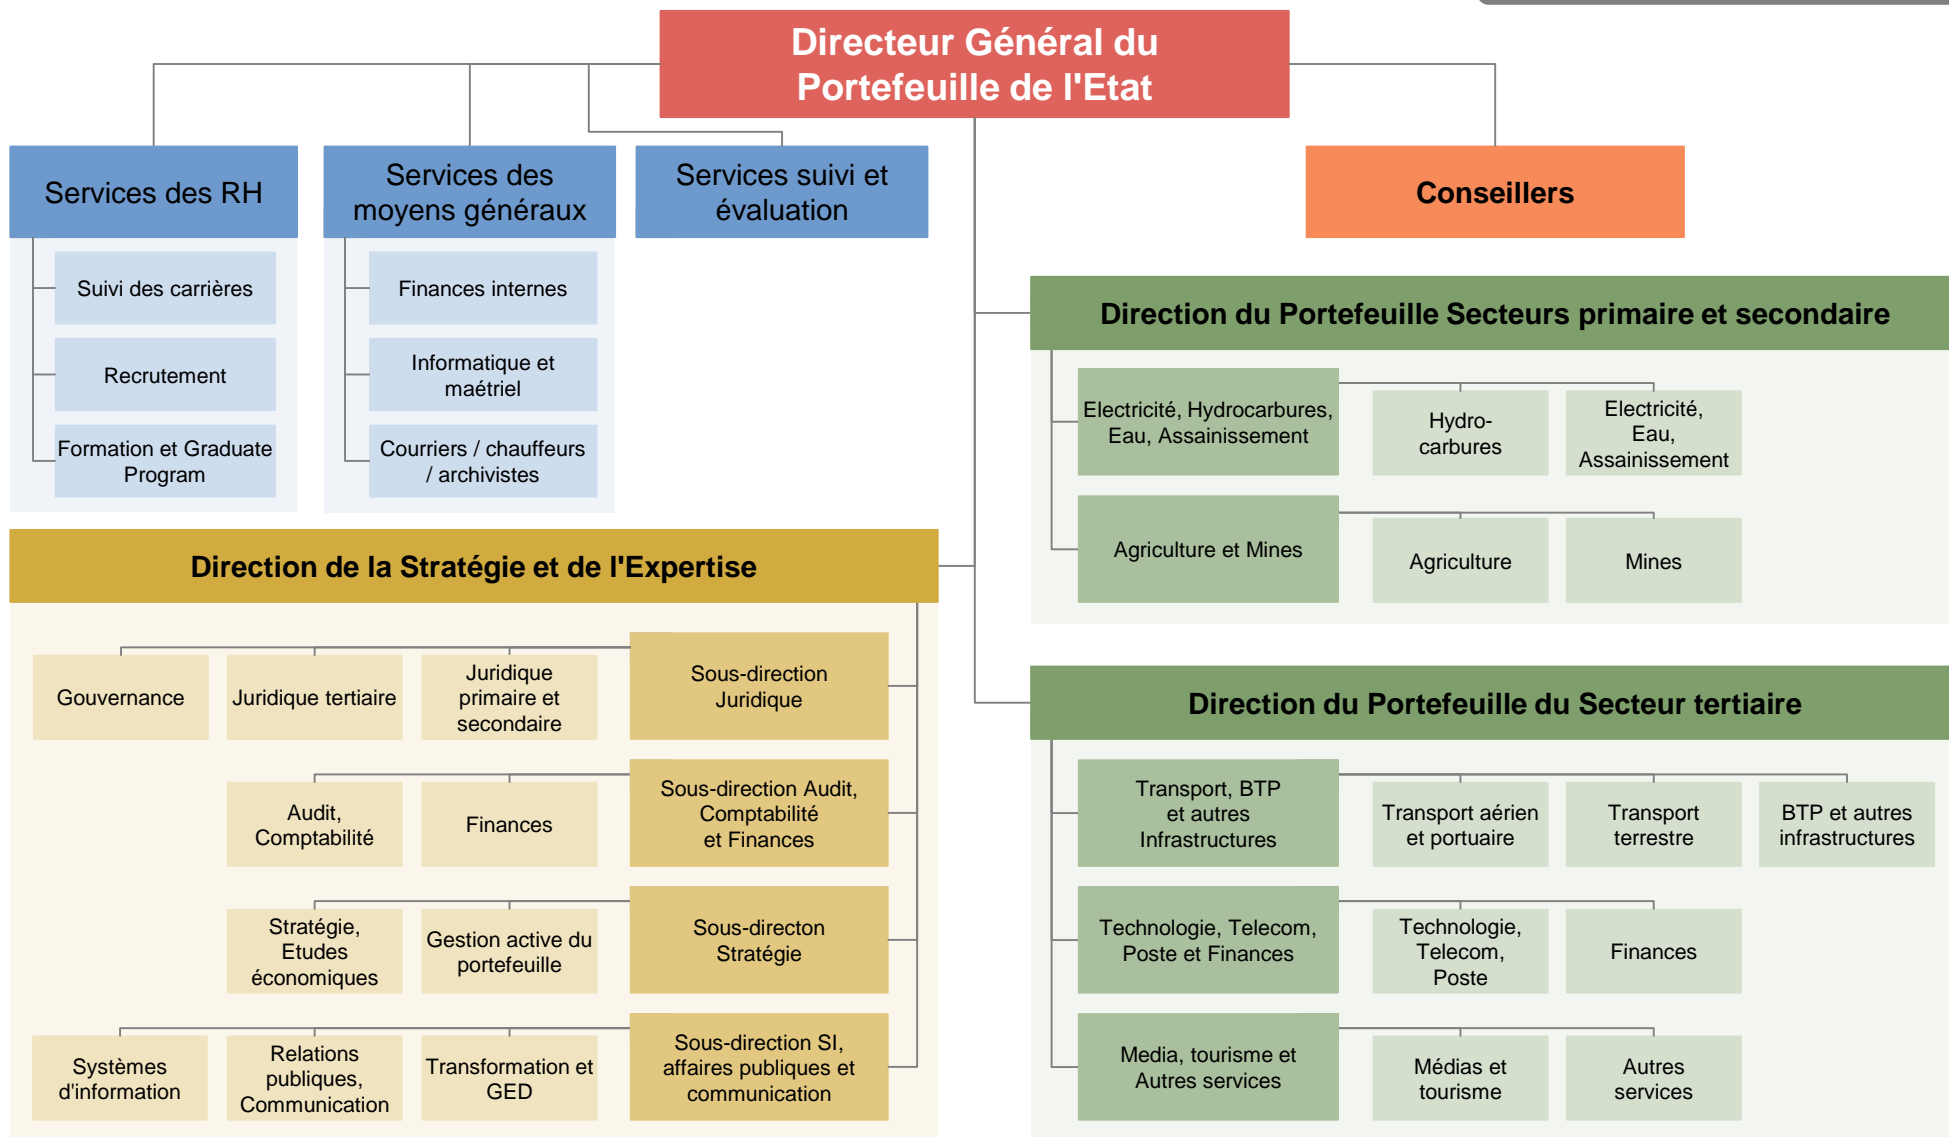 Directeur Général du
Portefeuille de l'Etat
Services des RH
Services des
moyens généraux
Services suivi et
évaluation
Conseillers
Suivi des carrières
Recrutement
Formation et Graduate
Program
Finances internes
Informatique et
maétriel
Courriers / chauffeurs
/ archivistes
Direction du Portefeuille Secteurs primaire et secondaire
Electricité, Hydrocarbures,
Eau, Assainissement
Hydro-
carbures
Electricité,
Eau,
Assainissement
Agriculture et Mines
Agriculture
Mines
Direction de la Stratégie et de l'Expertise
Gouvernance
Juridique tertiaire
Juridique
primaire et
secondaire
Sous-direction
Juridique
Audit,
Comptabilité
Finances
Sous-direction Audit,
Comptabilité
et Finances
Stratégie,
Etudes
économiques
Gestion active du
portefeuille
Sous-directon
Stratégie
Systèmes
d'information
Relations
publiques,
Communication
Transformation et
GED
Sous-direction SI,
affaires publiques et
communication
Direction du Portefeuille du Secteur tertiaire
Transport, BTP
et autres
Infrastructures
Transport aérien
et portuaire
Transport
terrestre
BTP et autres
infrastructures
Technologie, Telecom,
Poste et Finances
Technologie,
Telecom,
Poste
Finances
Media, tourisme et
Autres services
Médias et
tourisme
Autres
services